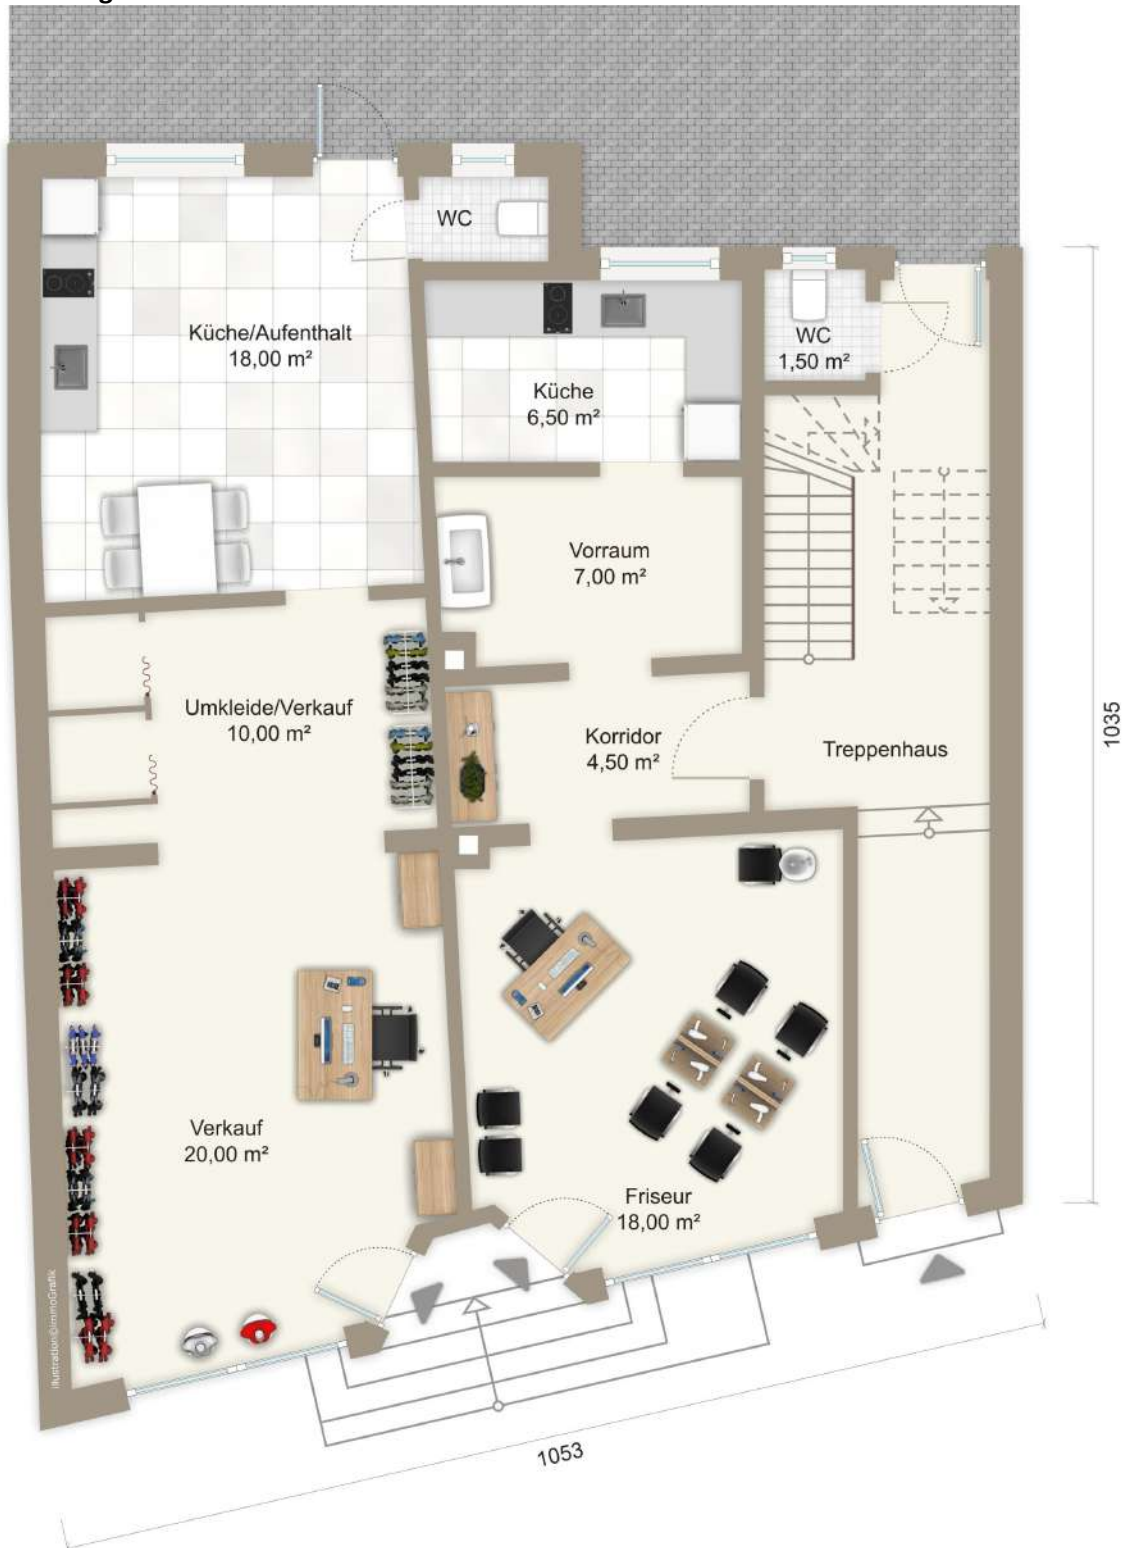 WC
Küche/Aufenthalt
18,00 m²
WC
1,50 m²
Küche
6,50 m²
Vorraum
7,00 m²
Umkleide/Verkauf
10,00 m²
Korridor
4,50 m²
Treppenhaus
1035
Verkauf
20,00 m²
Friseur
18,00 m²
Illustration©ImmoGrafik
1053